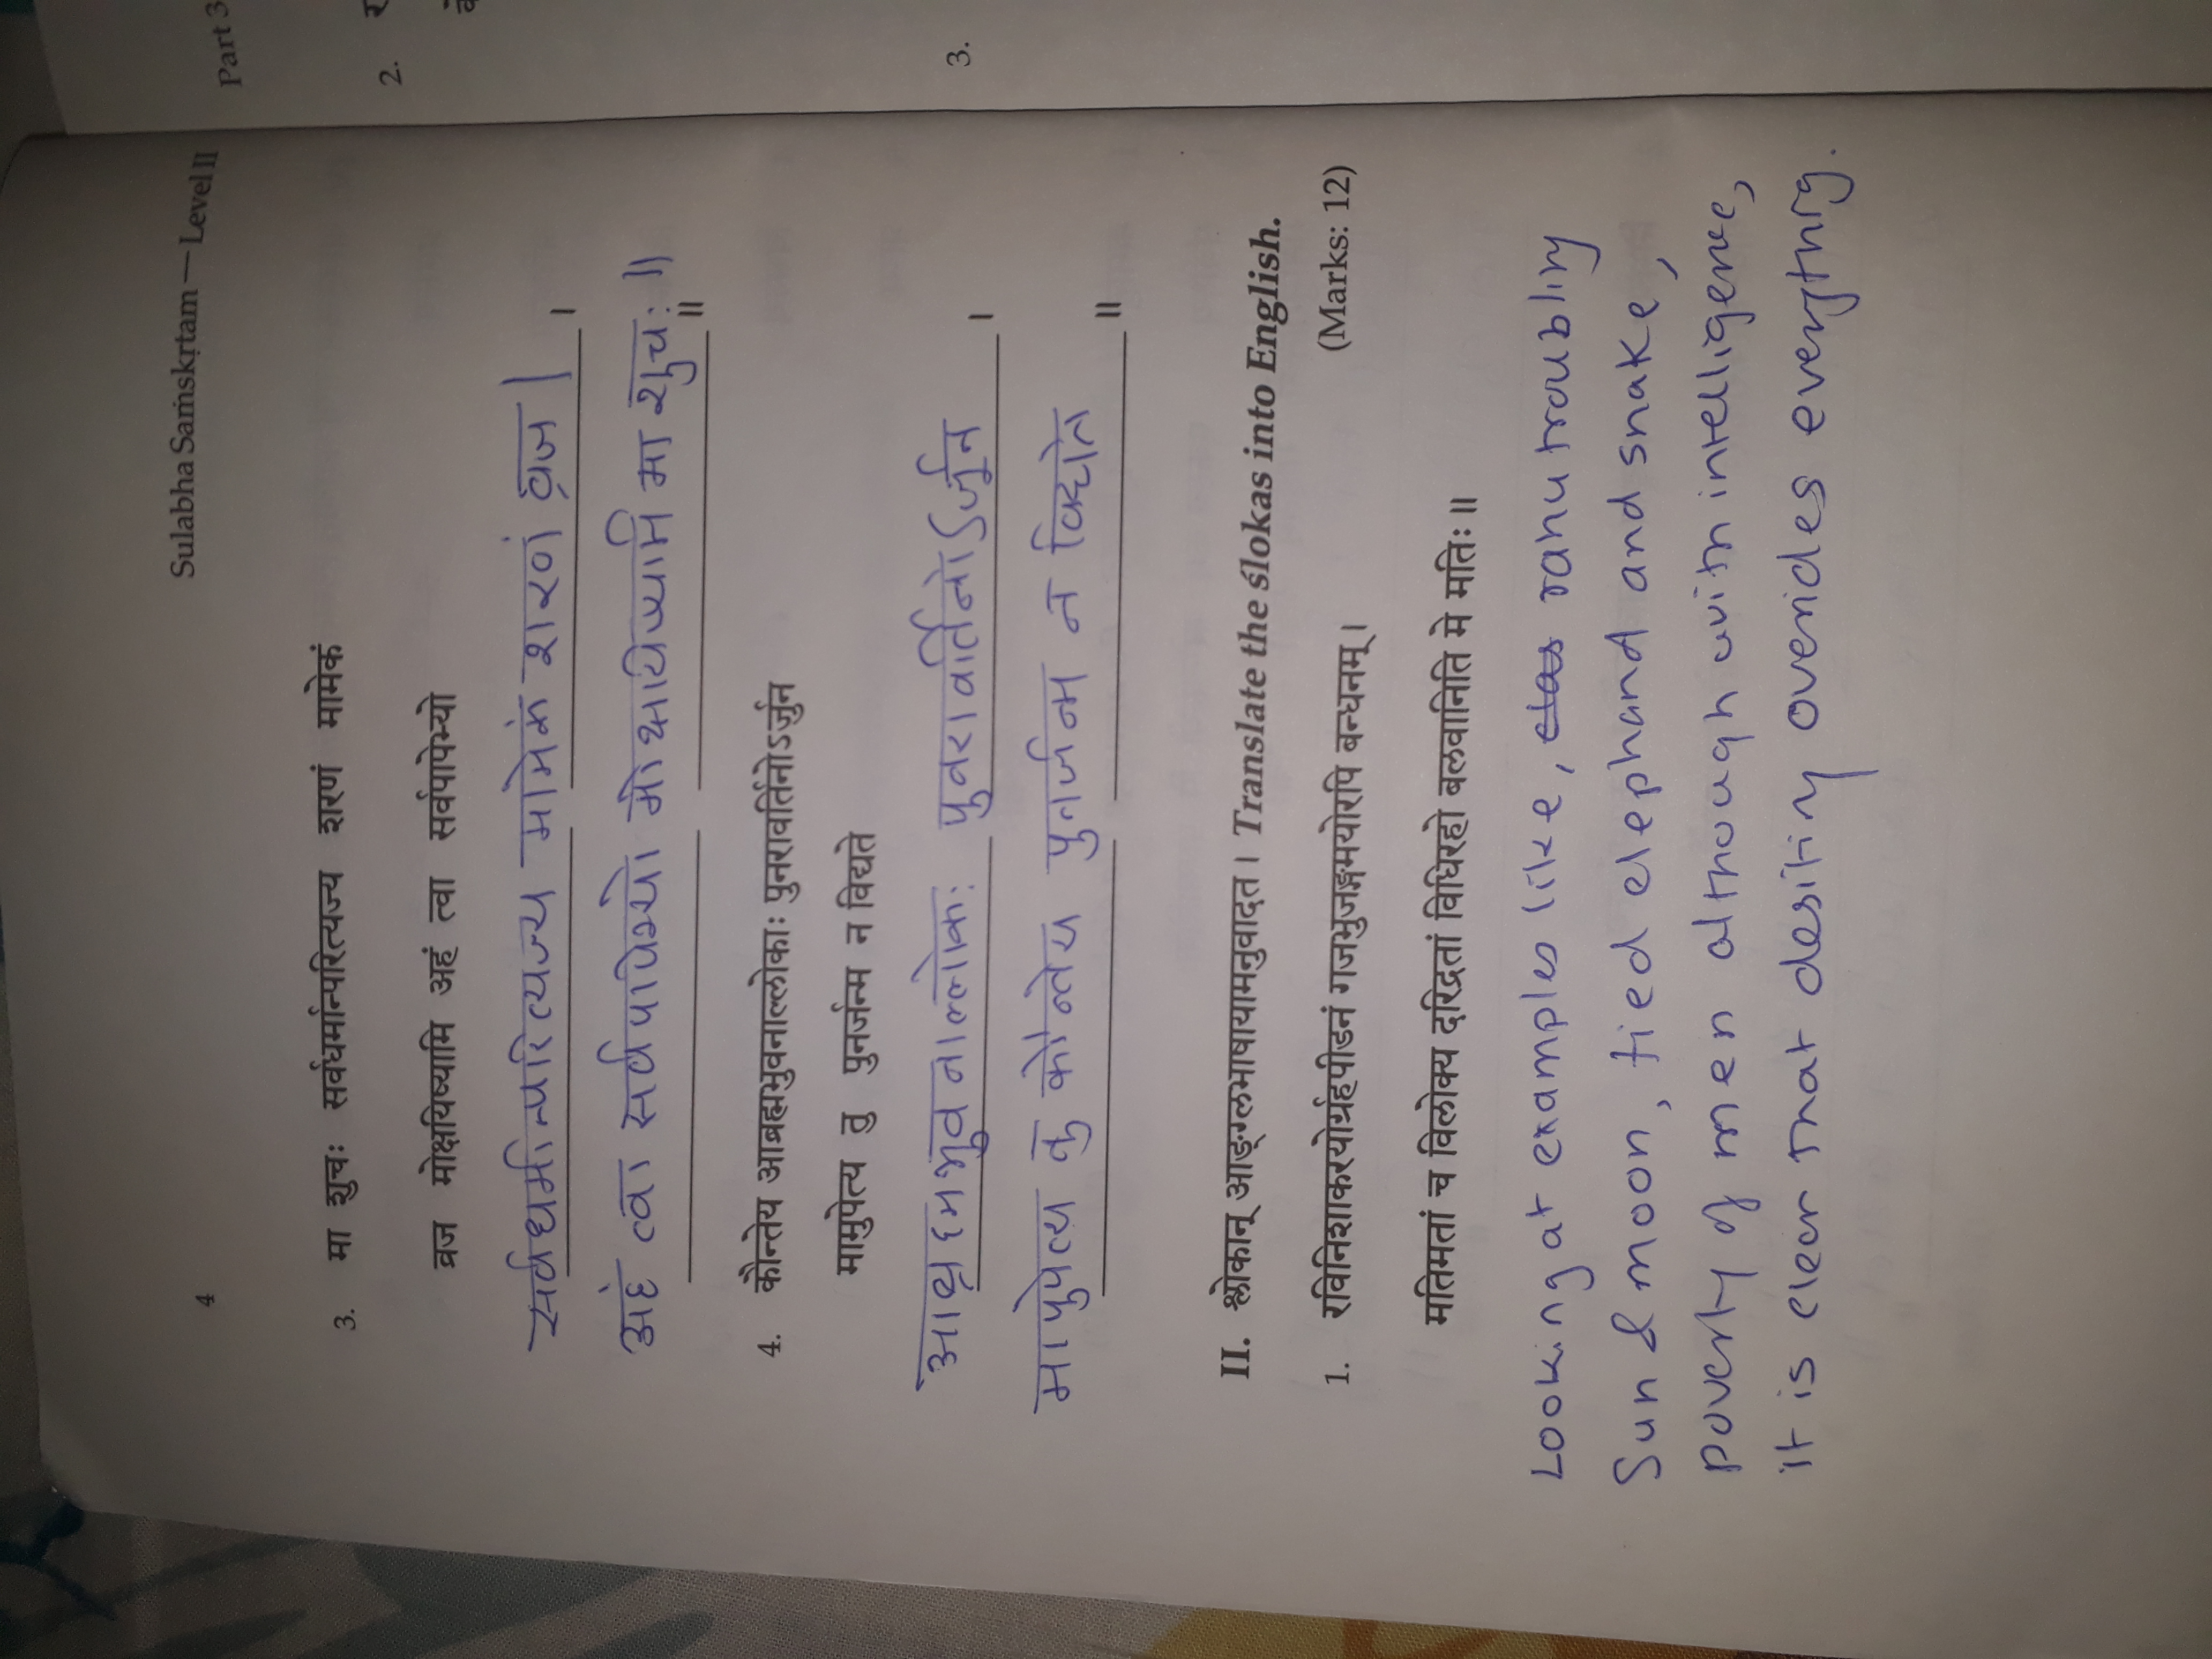 4
Sulabha Saṁskṛtam — Level II
3. मा शुचः सर्वधर्मान्परित्यज्य शरणं मामेकं
व्रज मोक्षयिष्यामि अहं त्वा सर्वपापेभ्यो
सर्वधर्मान्परित्यज्य मामेकं शरणं व्रज | ।
अहं त्वा सर्वपापेभ्यो मोक्षयिष्यामि मा शुचः ॥ ॥
4. कौन्तेय आब्रह्मभुवनाल्लोकाः पुनरावर्तिनोऽर्जुन
मामुपेत्य तु पुनर्जन्म न विद्यते
आब्रह्मभुवनाल्लोकः पुनरावर्तिनोऽर्जून ।
मापुपेत्य तु कौन्तेय पुनर्जन्म न विद्यते ॥
II. श्लोकान् आङ्ग्लभाषायामनुवादत । Translate the ślokas into English.
(Marks: 12)
1. रविनिशाकरयोर्ग्रहपीडनं गजभुजङ्गमयोरपि बन्धनम् ।
मतिमतां च विलोक्य दरिद्रतां विधिरहो बलवानिति मे मतिः ॥
Looking at examples like, rahu troubling
Sun & moon, tied elephand and snake,
poverty of men although with intelligence,
it is clear that desitiny overides everything.
Part 3
2.
3.